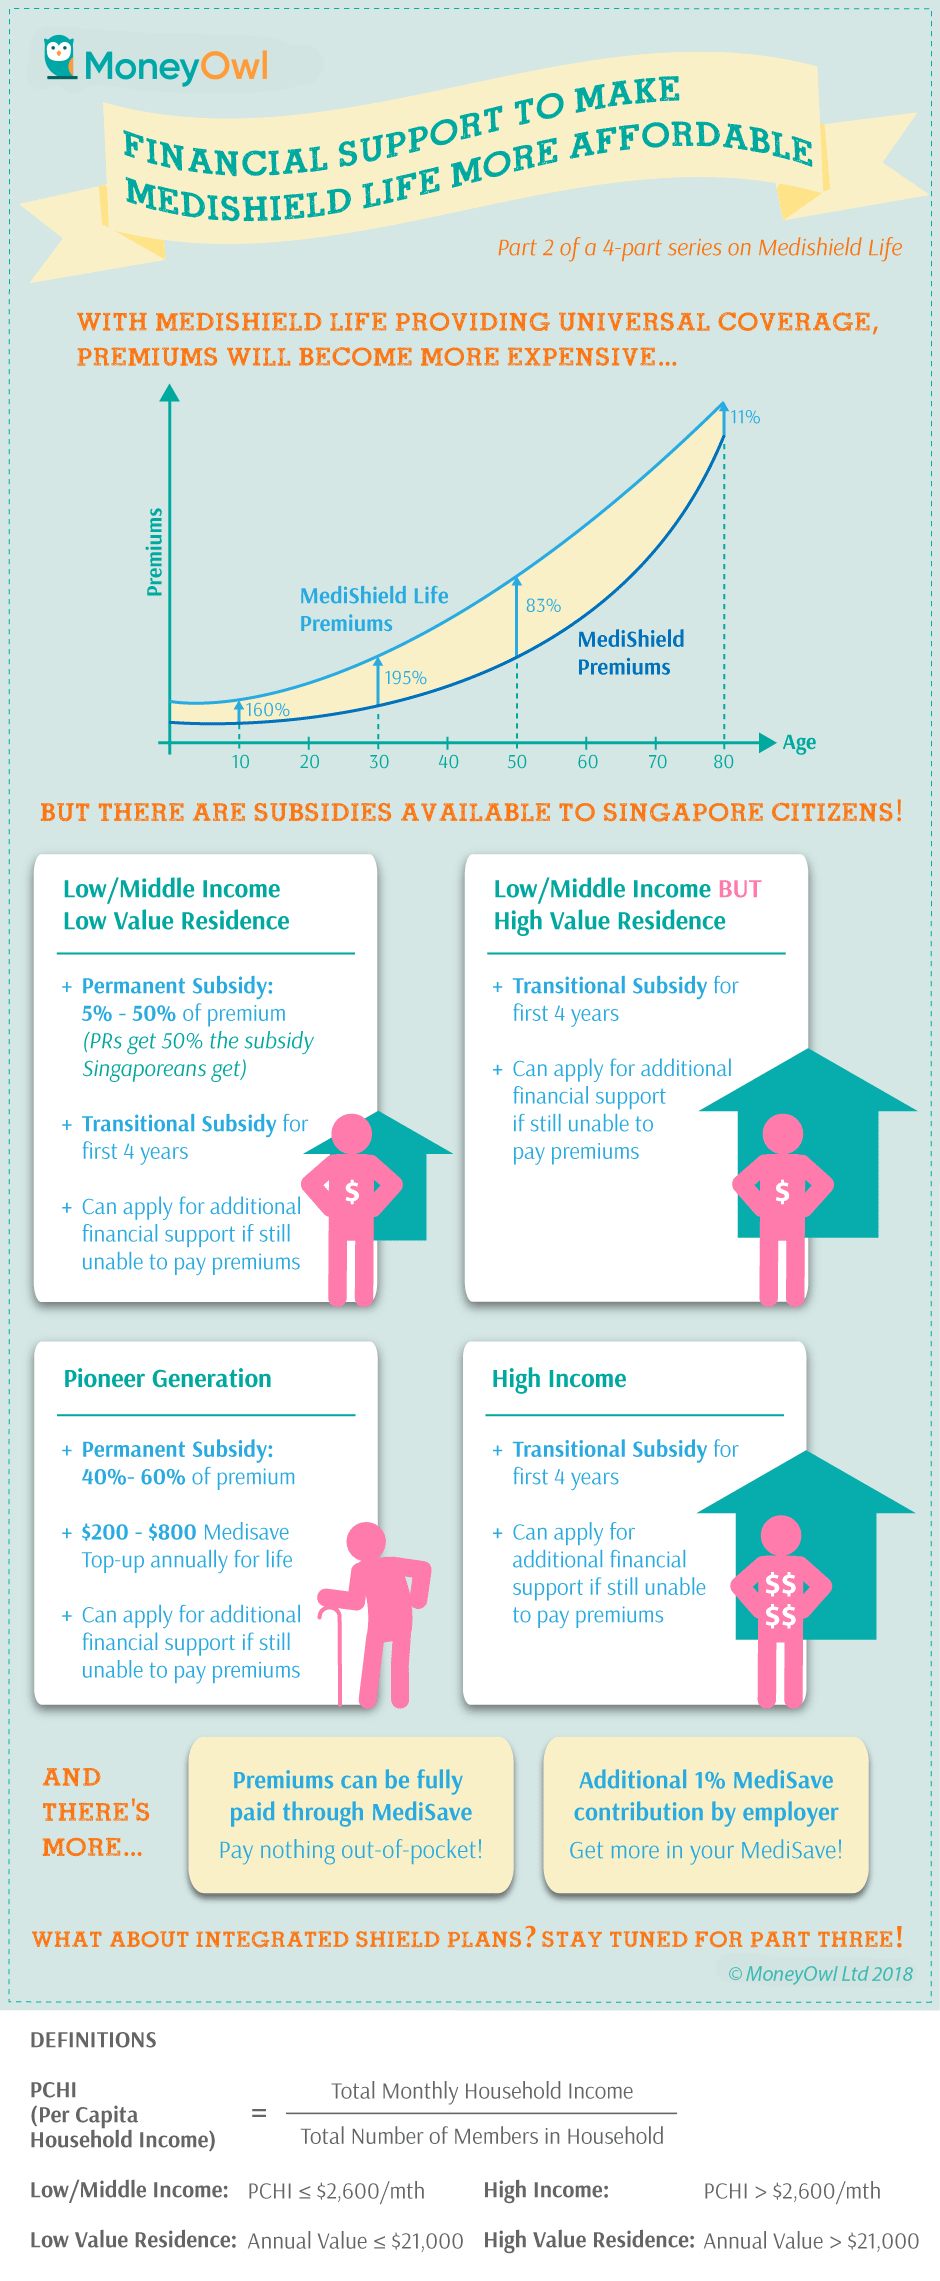 MoneyOwl
FINANCIAL SUPPORT TO MAKE
MEDISHIELD LIFE MORE AFFORDABLE
Part 2 of a 4-part series on Medishield Life
WITH MEDISHIELD LIFE PROVIDING UNIVERSAL COVERAGE,
PREMIUMS WILL BECOME MORE EXPENSIVE...
Premiums
11%
MediShield Life
Premiums
83%
MediShield
Premiums
195%
160%
Age
10 20 30 40 50 60 70 80
BUT THERE ARE SUBSIDIES AVAILABLE TO SINGAPORE CITIZENS!
Low/Middle Income
Low Value Residence
+ Permanent Subsidy:
5% - 50% of premium
(PRs get 50% the subsidy
Singaporeans get)
+ Transitional Subsidy for
first 4 years
+ Can apply for additional
financial support if still
unable to pay premiums
$
Low/Middle Income BUT
High Value Residence
+ Transitional Subsidy for
first 4 years
+ Can apply for additional
financial support
if still unable to
pay premiums
$
Pioneer Generation
+ Permanent Subsidy:
40%- 60% of premium
+ $200 - $800 Medisave
Top-up annually for life
+ Can apply for additional
financial support if still
unable to pay premiums
High Income
+ Transitional Subsidy for
first 4 years
+ Can apply for
additional financial
support if still unable
to pay premiums
$$
$$
AND
THERE'S
MORE...
Premiums can be fully
paid through MediSave
Pay nothing out-of-pocket!
Additional 1% MediSave
contribution by employer
Get more in your MediSave!
WHAT ABOUT INTEGRATED SHIELD PLANS? STAY TUNED FOR PART THREE!
© MoneyOwl Ltd 2018
DEFINITIONS
PCHI
(Per Capita
Household Income)
=
Total Monthly Household Income
Total Number of Members in Household
Low/Middle Income: PCHI ≤ $2,600/mth
High Income: PCHI > $2,600/mth
Low Value Residence: Annual Value ≤ $21,000
High Value Residence: Annual Value > $21,000